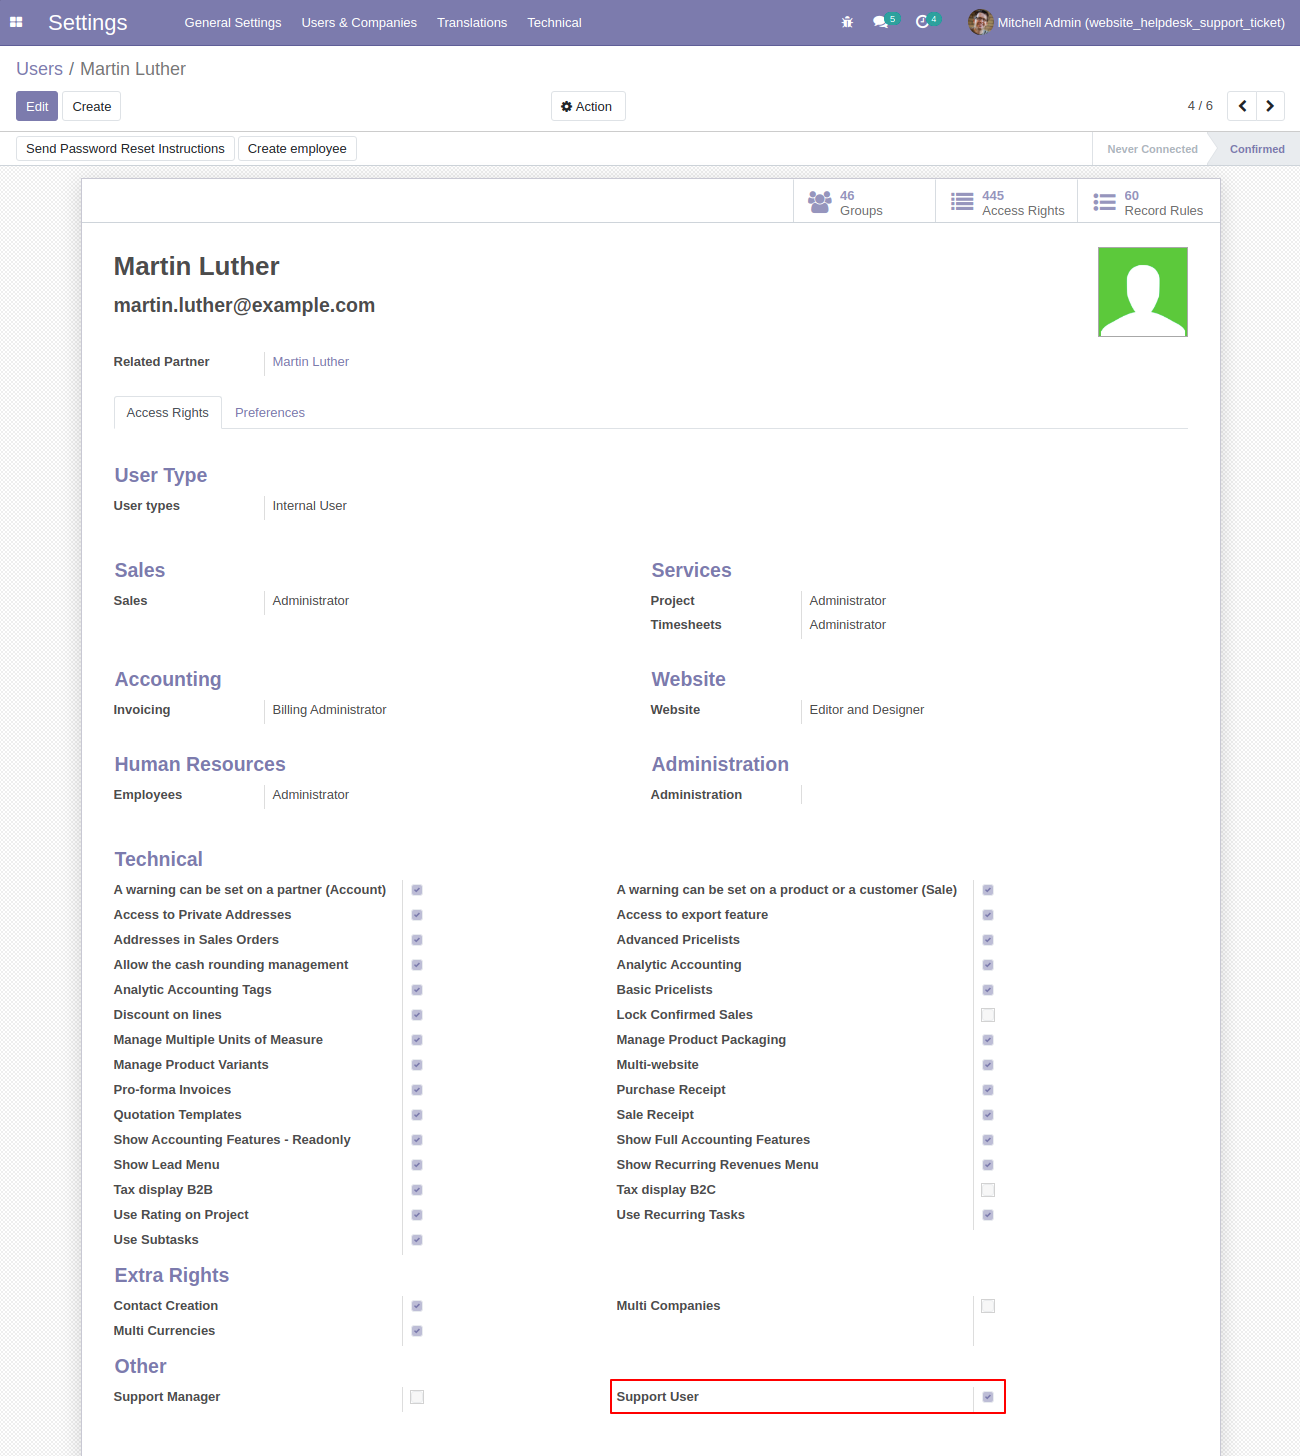 Settings General Settings Users & Companies Translations Technical 5 4 Mitchell Admin (website_helpdesk_support_ticket)
Users / Martin Luther
Edit Create Action 4 / 6
Send Password Reset Instructions Create employee Never Connected Confirmed
46 445 60
Groups Access Rights Record Rules
Martin Luther
martin.luther@example.com
Related Partner Martin Luther
Access Rights Preferences
User Type
User types Internal User
Sales Services
Sales Administrator Project Administrator
Timesheets Administrator
Accounting Website
Invoicing Billing Administrator Website Editor and Designer
Human Resources Administration
Employees Administrator Administration
Technical
A warning can be set on a partner (Account) A warning can be set on a product or a customer (Sale)
Access to Private Addresses Access to export feature
Addresses in Sales Orders Advanced Pricelists
Allow the cash rounding management Analytic Accounting
Analytic Accounting Tags Basic Pricelists
Discount on lines Lock Confirmed Sales
Manage Multiple Units of Measure Manage Product Packaging
Manage Product Variants Multi-website
Pro-forma Invoices Purchase Receipt
Quotation Templates Sale Receipt
Show Accounting Features - Readonly Show Full Accounting Features
Show Lead Menu Show Recurring Revenues Menu
Tax display B2B Tax display B2C
Use Rating on Project Use Recurring Tasks
Use Subtasks
Extra Rights
Contact Creation Multi Companies
Multi Currencies
Other
Support Manager Support User